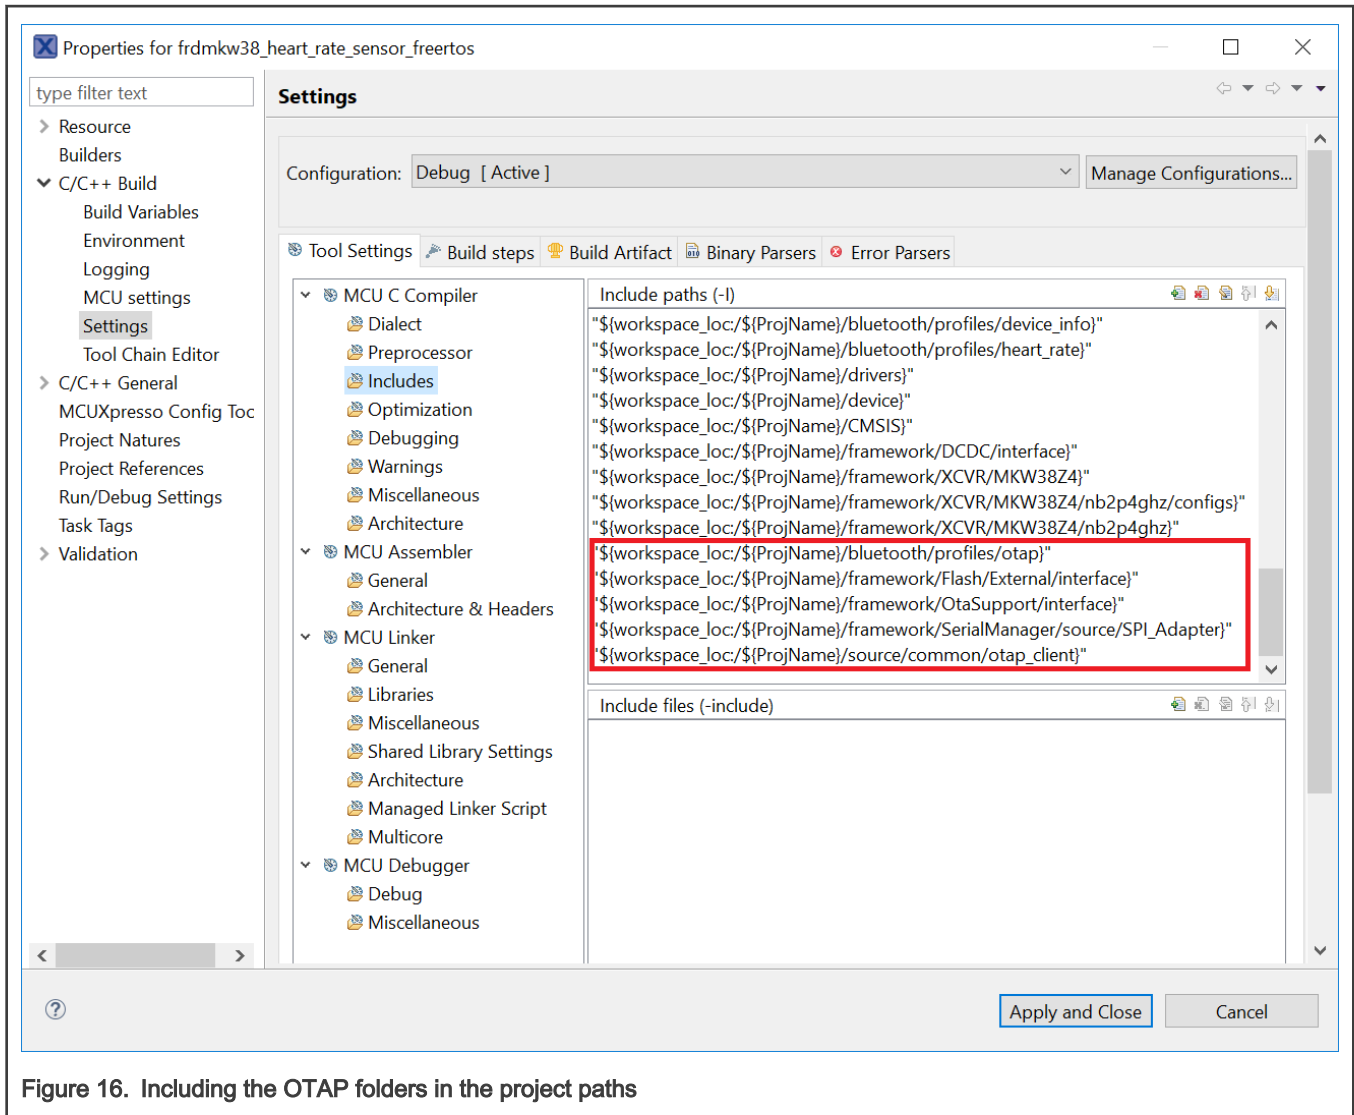 Properties for frdmkw38_heart_rate_sensor_freertos
type filter text
Resource
Builders
C/C++ Build
Build Variables
Environment
Logging
MCU settings
Settings
Tool Chain Editor
C/C++ General
MCUXpresso Config Toc
Project Natures
Project References
Run/Debug Settings
Task Tags
Validation
Settings
Configuration: Debug [ Active ] Manage Configurations...
Tool Settings Build steps Build Artifact Binary Parsers Error Parsers
MCU C Compiler
Dialect
Preprocessor
Includes
Optimization
Debugging
Warnings
Miscellaneous
Architecture
MCU Assembler
General
Architecture & Headers
MCU Linker
General
Libraries
Miscellaneous
Shared Library Settings
Architecture
Managed Linker Script
Multicore
MCU Debugger
Debug
Miscellaneous
Include paths (-I)
"${workspace_loc:/${ProjName}/bluetooth/profiles/device_info}"
"${workspace_loc:/${ProjName}/bluetooth/profiles/heart_rate}"
"${workspace_loc:/${ProjName}/drivers}"
"${workspace_loc:/${ProjName}/device}"
"${workspace_loc:/${ProjName}/CMSIS}"
"${workspace_loc:/${ProjName}/framework/DCDC/interface}"
"${workspace_loc:/${ProjName}/framework/XCVR/MKW38Z4}"
"${workspace_loc:/${ProjName}/framework/XCVR/MKW38Z4/nb2p4ghz/configs}"
"${workspace_loc:/${ProjName}/framework/XCVR/MKW38Z4/nb2p4ghz}"
"${workspace_loc:/${ProjName}/bluetooth/profiles/otap}"
"${workspace_loc:/${ProjName}/framework/Flash/External/interface}"
"${workspace_loc:/${ProjName}/framework/OtaSupport/interface}"
"${workspace_loc:/${ProjName}/framework/SerialManager/source/SPI_Adapter}"
"${workspace_loc:/${ProjName}/source/common/otap_client}"
Include files (-include)
Apply and Close Cancel
Figure 16. Including the OTAP folders in the project paths